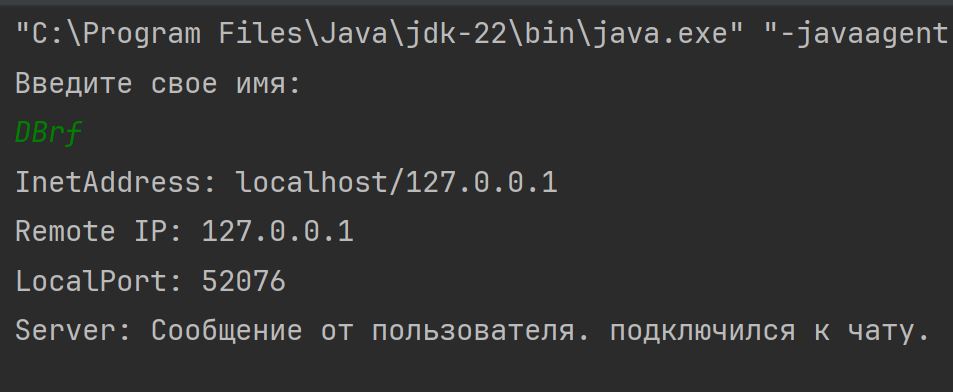 "C:\Program Files\Java\jdk-22\bin\java.exe" "-javaagent
Введите свое имя:
DBrf
InetAddress: localhost/127.0.0.1
Remote IP: 127.0.0.1
LocalPort: 52076
Server: Сообщение от пользователя. подключился к чату.